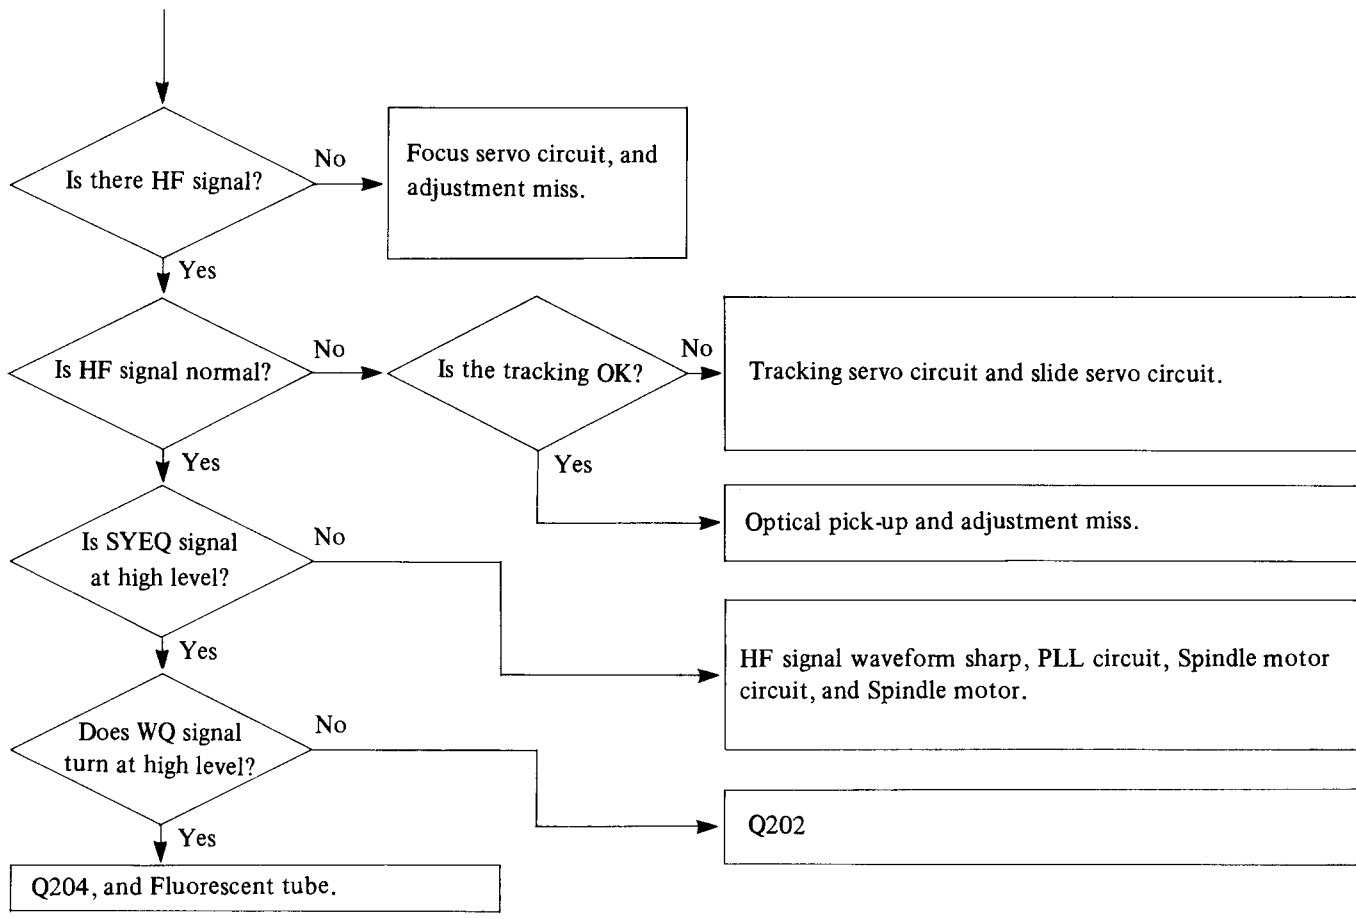 Is there HF signal?
No
Focus servo circuit, and
adjustment miss.
Yes
Is HF signal normal?
No
Is the tracking OK?
No
Tracking servo circuit and slide servo circuit.
Yes
Optical pick-up and adjustment miss.
Yes
Is SYEQ signal
at high level?
No
HF signal waveform sharp, PLL circuit, Spindle motor
circuit, and Spindle motor.
Yes
Does WQ signal
turn at high level?
No
Q202
Yes
Q204, and Fluorescent tube.